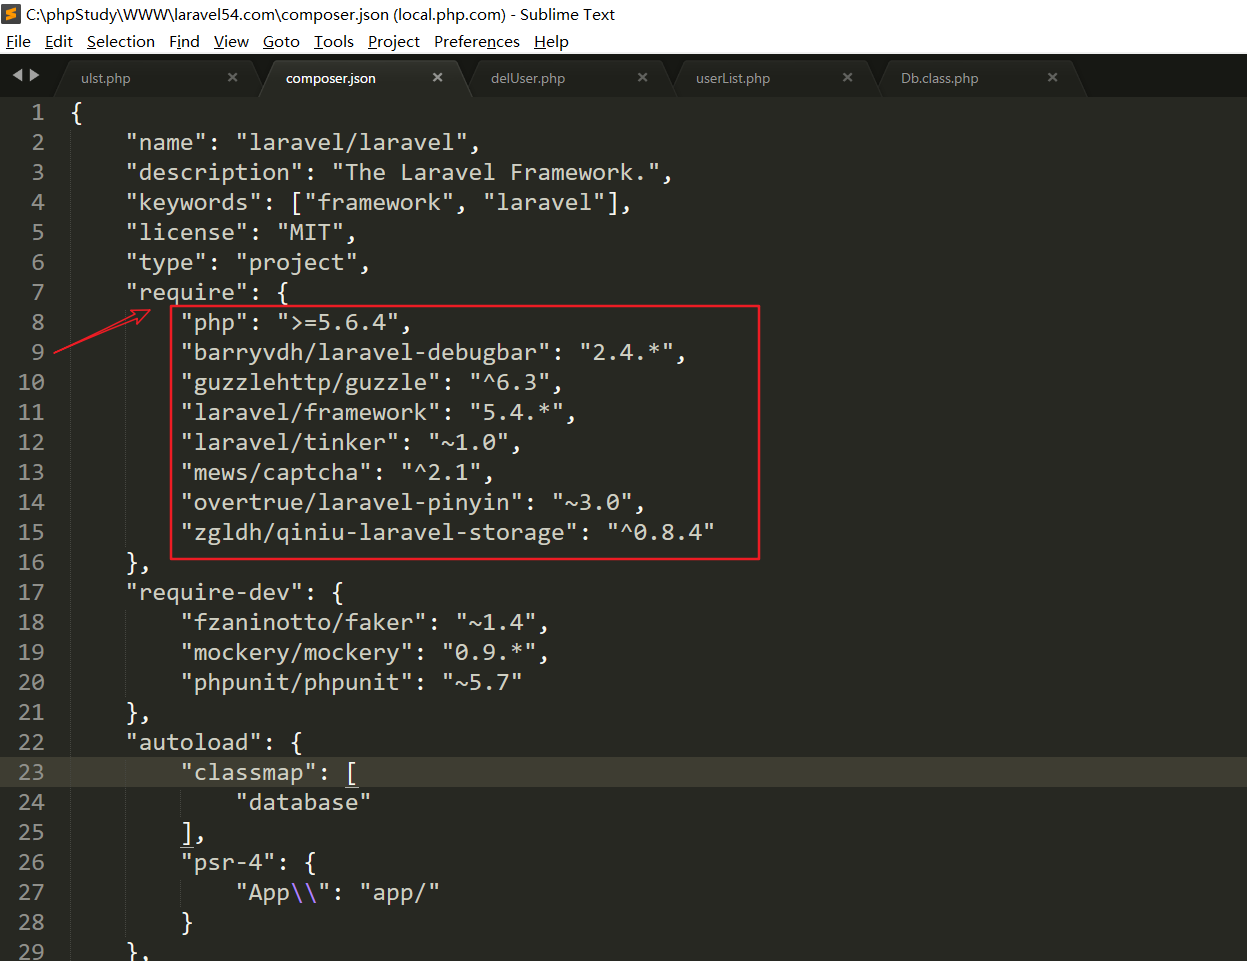 C:\phpStudy\WWW\laravel54.com\composer.json (local.php.com) - Sublime Text
File Edit Selection Find View Goto Tools Project Preferences Help
ulst.php composer.json delUser.php userList.php Db.class.php
1 {
2 "name": "laravel/laravel",
3 "description": "The Laravel Framework.",
4 "keywords": ["framework", "laravel"],
5 "license": "MIT",
6 "type": "project",
7 "require": {
8 "php": ">=5.6.4",
9 "barryvdh/laravel-debugbar": "2.4.*",
10 "guzzlehttp/guzzle": "^6.3",
11 "laravel/framework": "5.4.*",
12 "laravel/tinker": "~1.0",
13 "mews/captcha": "^2.1",
14 "overtrue/laravel-pinyin": "~3.0",
15 "zgldh/qiniu-laravel-storage": "^0.8.4"
16 },
17 "require-dev": {
18 "fzaninotto/faker": "~1.4",
19 "mockery/mockery": "0.9.*",
20 "phpunit/phpunit": "~5.7"
21 },
22 "autoload": {
23 "classmap": [
24 "database"
25 ],
26 "psr-4": {
27 "App\\": "app/"
28 }
29 },